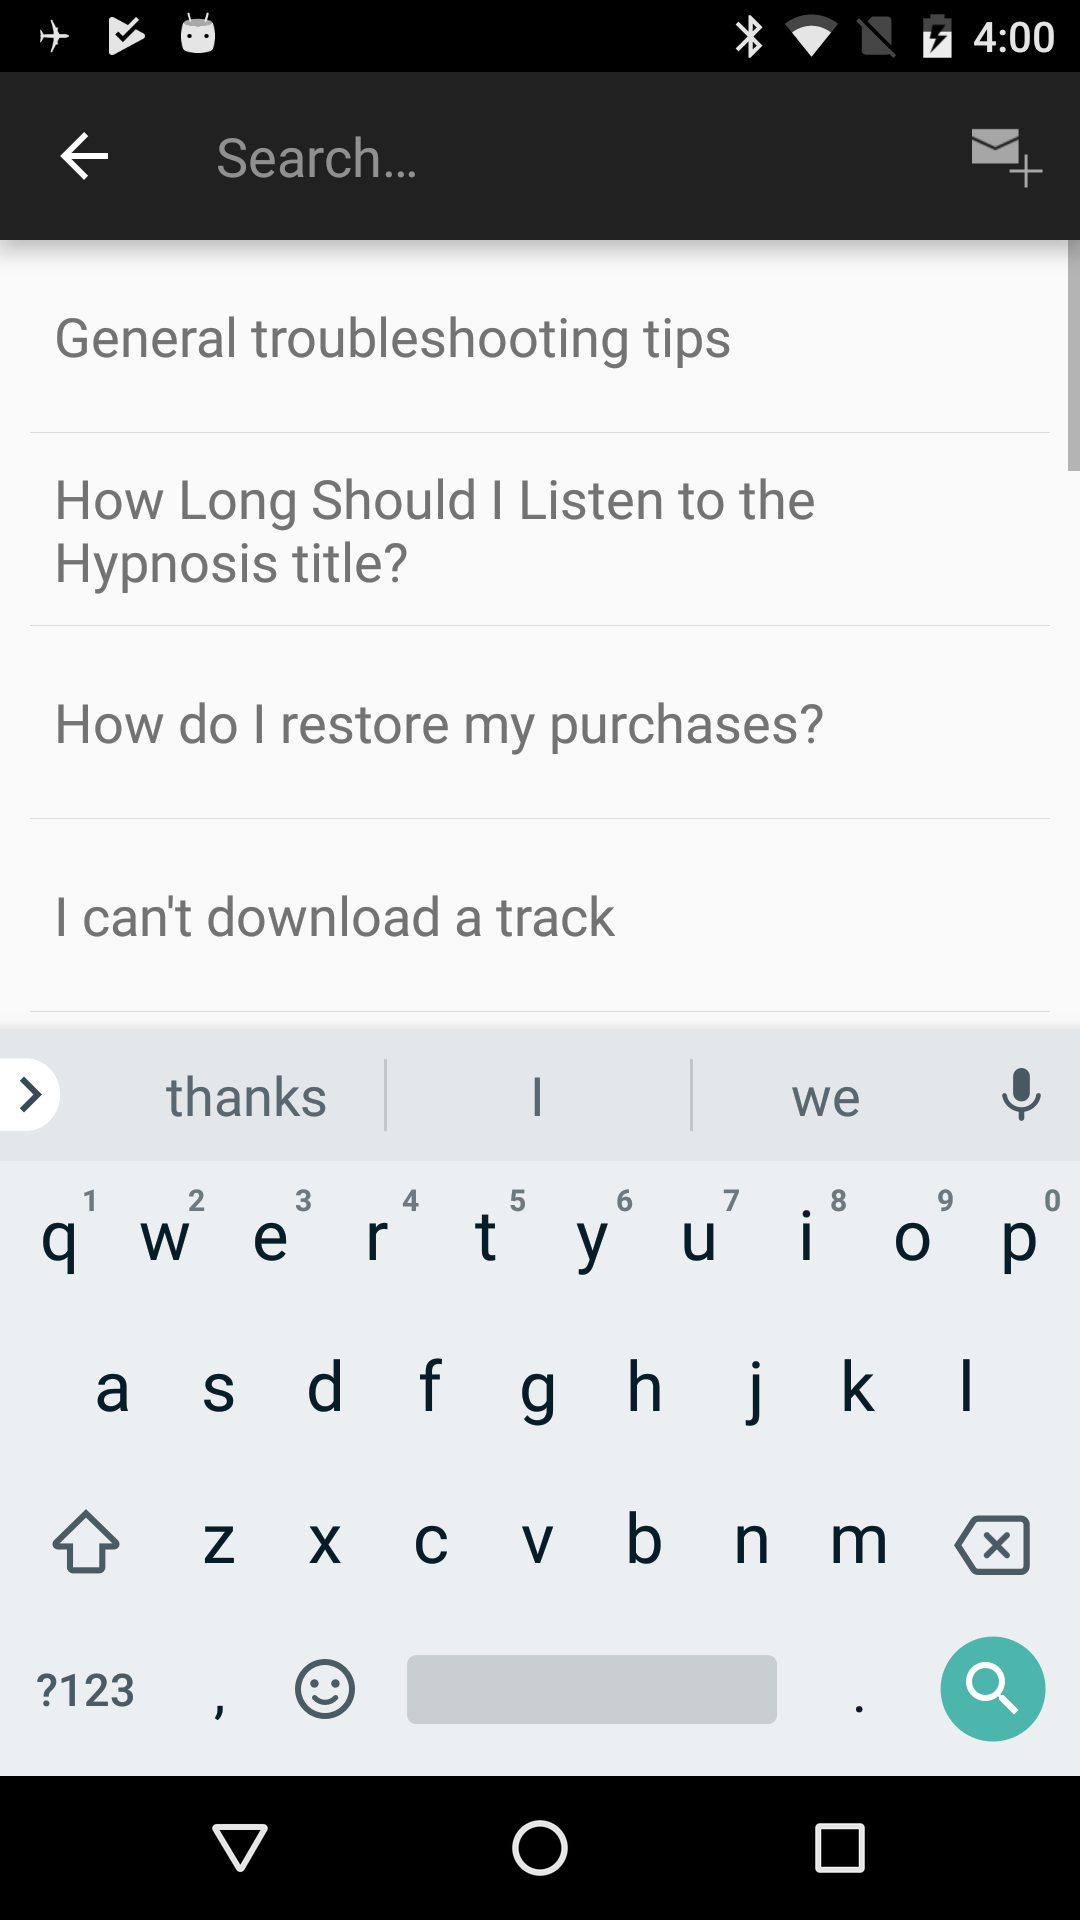 4:00
Search...
General troubleshooting tips
How Long Should I Listen to the
Hypnosis title?
How do I restore my purchases?
I can't download a track
thanks I we
1 2 3 4 5 6 7 8 9 0
q w e r t y u i o p
a s d f g h j k l
z x c v b n m
?123 , .